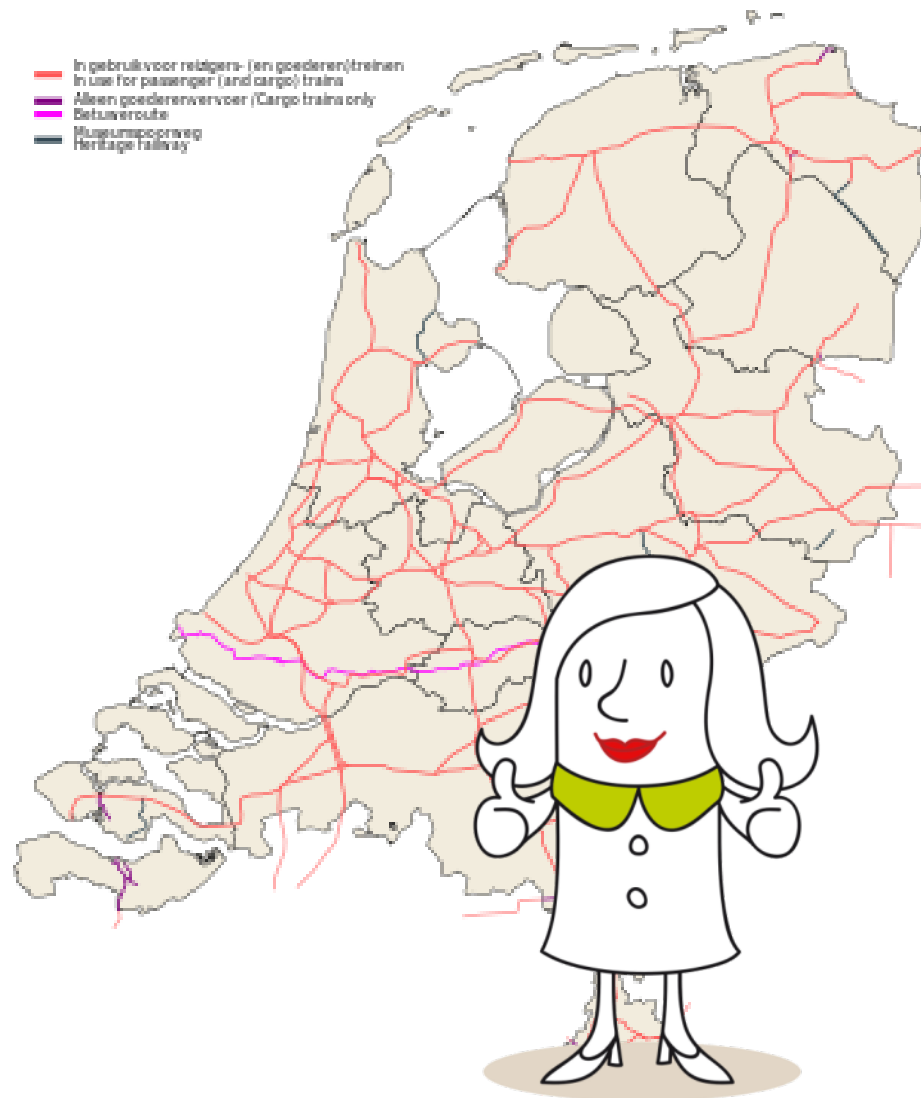 In gebruik voor reizigers- (en goederen)treinen
In use for passenger (and cargo) trains
Alleen goederenvervoer /Cargo trains only
Betuweroute
Museumspoorweg
Heritage railway